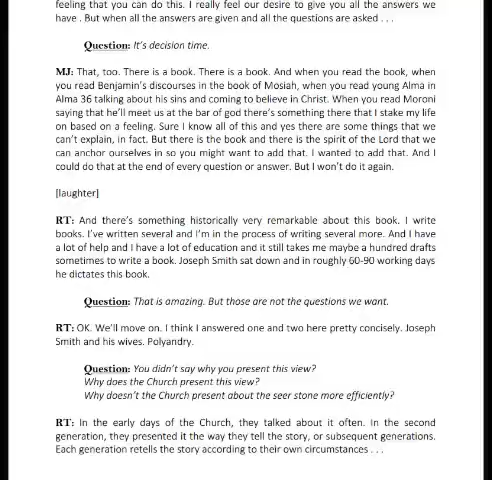 feeling that you can do this. I really feel our desire to give you all the answers we
have . But when all the answers are given and all the questions are asked . . .
Question: It's decision time.
MJ: That, too. There is a book. There is a book. And when you read the book, when
you read Benjamin's discourses in the book of Mosiah, when you read young Alma in
Alma 36 talking about his sins and coming to believe in Christ. When you read Moroni
saying that he'll meet us at the bar of god there's something there that I stake my life
on based on a feeling. Sure I know all of this and yes there are some things that we
can't explain, in fact. But there is the book and there is the spirit of the Lord that we
can anchor ourselves in so you might want to add that. I wanted to add that. And I
could do that at the end of every question or answer. But I won't do it again.
[laughter]
RT: And there's something historically very remarkable about this book. I write
books. I've written several and I'm in the process of writing several more. And I have
a lot of help and I have a lot of education and it still takes me maybe a hundred drafts
sometimes to write a book. Joseph Smith sat down and in roughly 60-90 working days
he dictates this book.
Question: That is amazing. But those are not the questions we want.
RT: OK. We'll move on. I think I answered one and two here pretty concisely. Joseph
Smith and his wives. Polyandry.
Question: You didn't say why you present this view?
Why does the Church present this view?
Why doesn't the Church present about the seer stone more efficiently?
RT: In the early days of the Church, they talked about it often. In the second
generation, they presented it the way they tell the story, or subsequent generations.
Each generation retells the story according to their own circumstances . . .